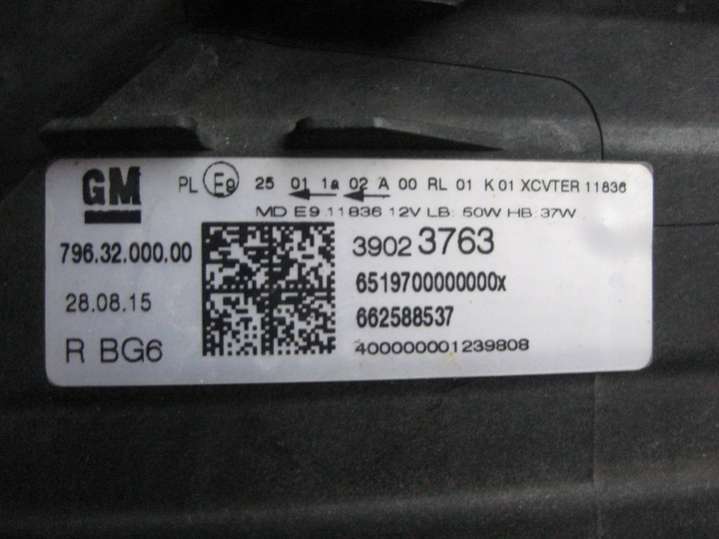 GM
PL E9 25 01 1a 02 A 00 RL 01 K 01 XCVTER 11836
MD E9 11836 12V LB: 50W HB: 37W
796.32.000.00
3902 3763
6519700000000x
28.08.15
662588537
R BG6
400000001239808